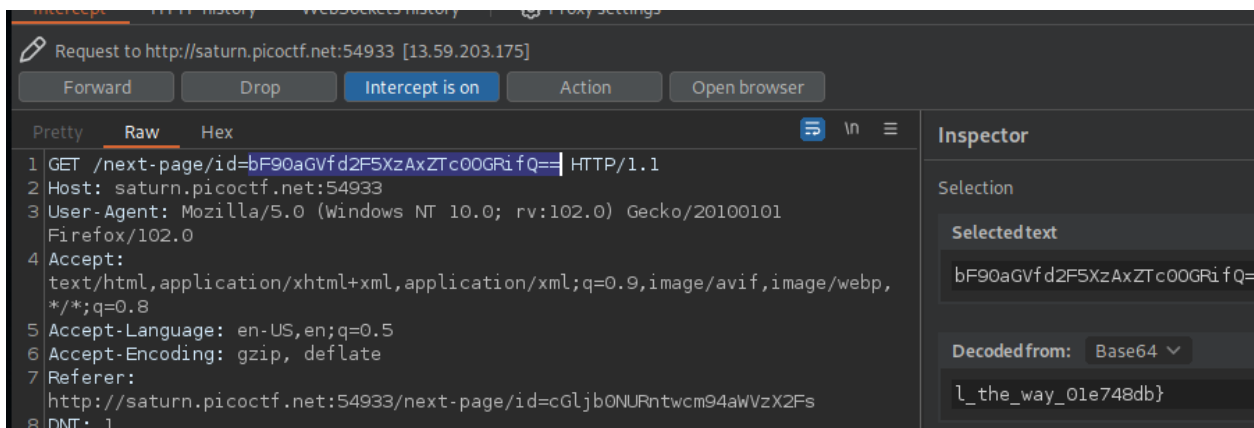 Intercept HTTP history WebSockets history Proxy settings
Request to http://saturn.picoctf.net:54933 [13.59.203.175]
Forward Drop Intercept is on Action Open browser
Pretty Raw Hex \n
Inspector
1 GET /next-page/id=bF90aGVfd2F5XzAxZTc0OGRifQ== HTTP/1.1
2 Host: saturn.picoctf.net:54933
3 User-Agent: Mozilla/5.0 (Windows NT 10.0; rv:102.0) Gecko/20100101
Firefox/102.0
4 Accept:
text/html,application/xhtml+xml,application/xml;q=0.9,image/avif,image/webp,
*/*;q=0.8
5 Accept-Language: en-US,en;q=0.5
6 Accept-Encoding: gzip, deflate
7 Referer:
http://saturn.picoctf.net:54933/next-page/id=cGljb0NURntwcm94aWVzX2Fs
8 DNT: 1
Selection
Selected text
bF90aGVfd2F5XzAxZTc0OGRifQ=
Decoded from: Base64
l_the_way_01e748db}